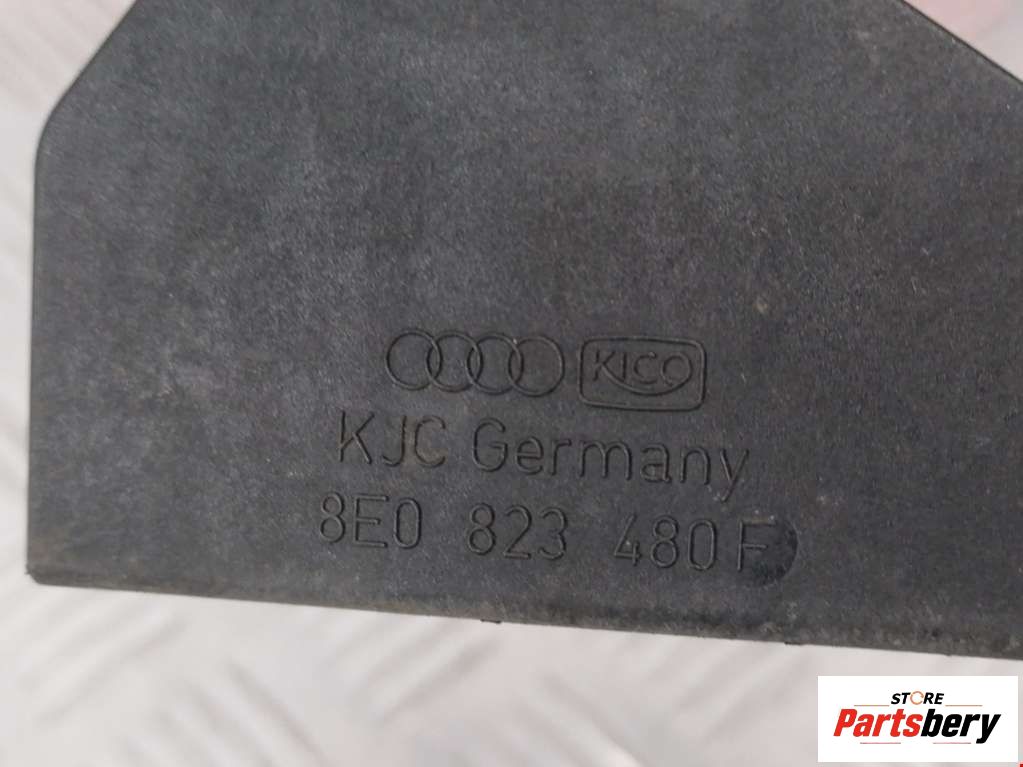 KICO
KJC Germany
8E0 823 480 F
STORE
Partsbery